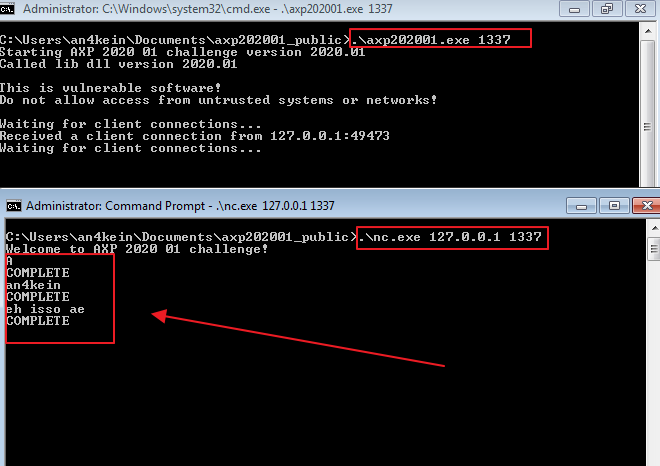 Administrator: C:\Windows\system32\cmd.exe - .\axp202001.exe 1337
C:\Users\an4kein\Documents\axp202001_public>.\axp202001.exe 1337
Starting AXP 2020 01 challenge version 2020.01
Called lib dll version 2020.01
This is vulnerable software!
Do not allow access from untrusted systems or networks!
Waiting for client connections...
Received a client connection from 127.0.0.1:49473
Waiting for client connections...
Administrator: Command Prompt - .\nc.exe 127.0.0.1 1337
C:\Users\an4kein\Documents\axp202001_public>.\nc.exe 127.0.0.1 1337
Welcome to AXP 2020 01 challenge!
A
COMPLETE
an4kein
COMPLETE
eh isso ae
COMPLETE